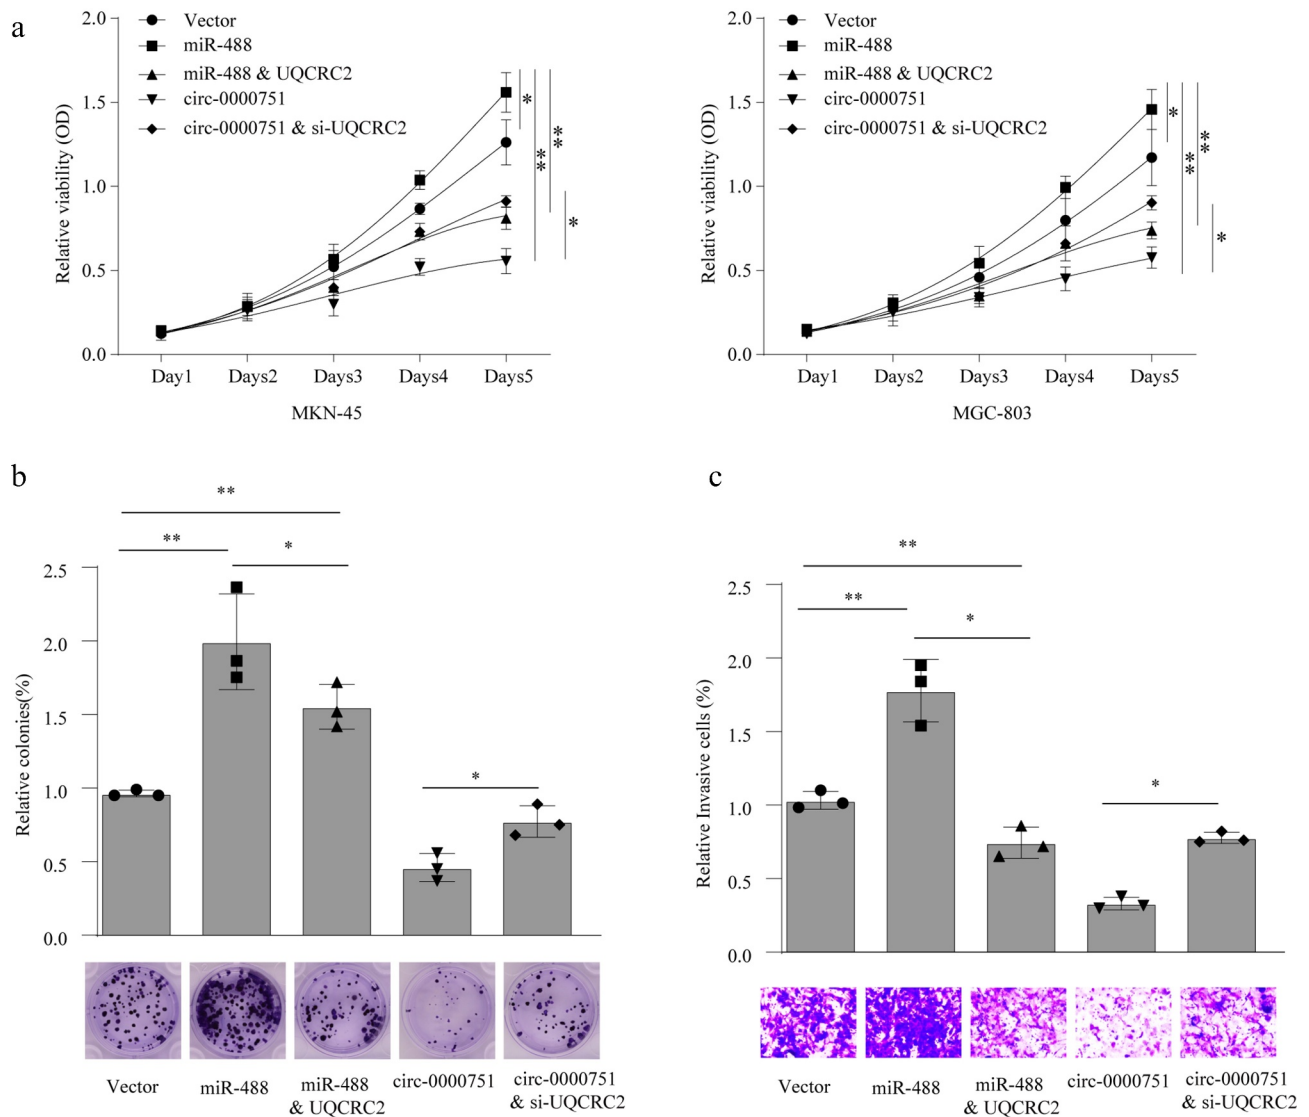 a
2.0
1.5
1.0
0.5
0.0
Relative viability (OD)
Vector
miR-488
miR-488 & UQCRC2
circ-0000751
circ-0000751 & si-UQCRC2
*
**
**
*
Day1 Days2 Days3 Days4 Days5
MKN-45
2.0
1.5
1.0
0.5
0.0
Relative viability (OD)
Vector
miR-488
miR-488 & UQCRC2
circ-0000751
circ-0000751 & si-UQCRC2
*
**
**
*
Day1 Days2 Days3 Days4 Days5
MGC-803
b
**
** *
*
2.5
2.0
1.5
1.0
0.5
0.0
Relative colonies(%)
Vector
miR-488
miR-488
& UQCRC2
circ-0000751
circ-0000751
& si-UQCRC2
c
**
**
*
*
2.5
2.0
1.5
1.0
0.5
0.0
Relative Invasive cells (%)
Vector
miR-488
miR-488
& UQCRC2
circ-0000751
circ-0000751
& si-UQCRC2